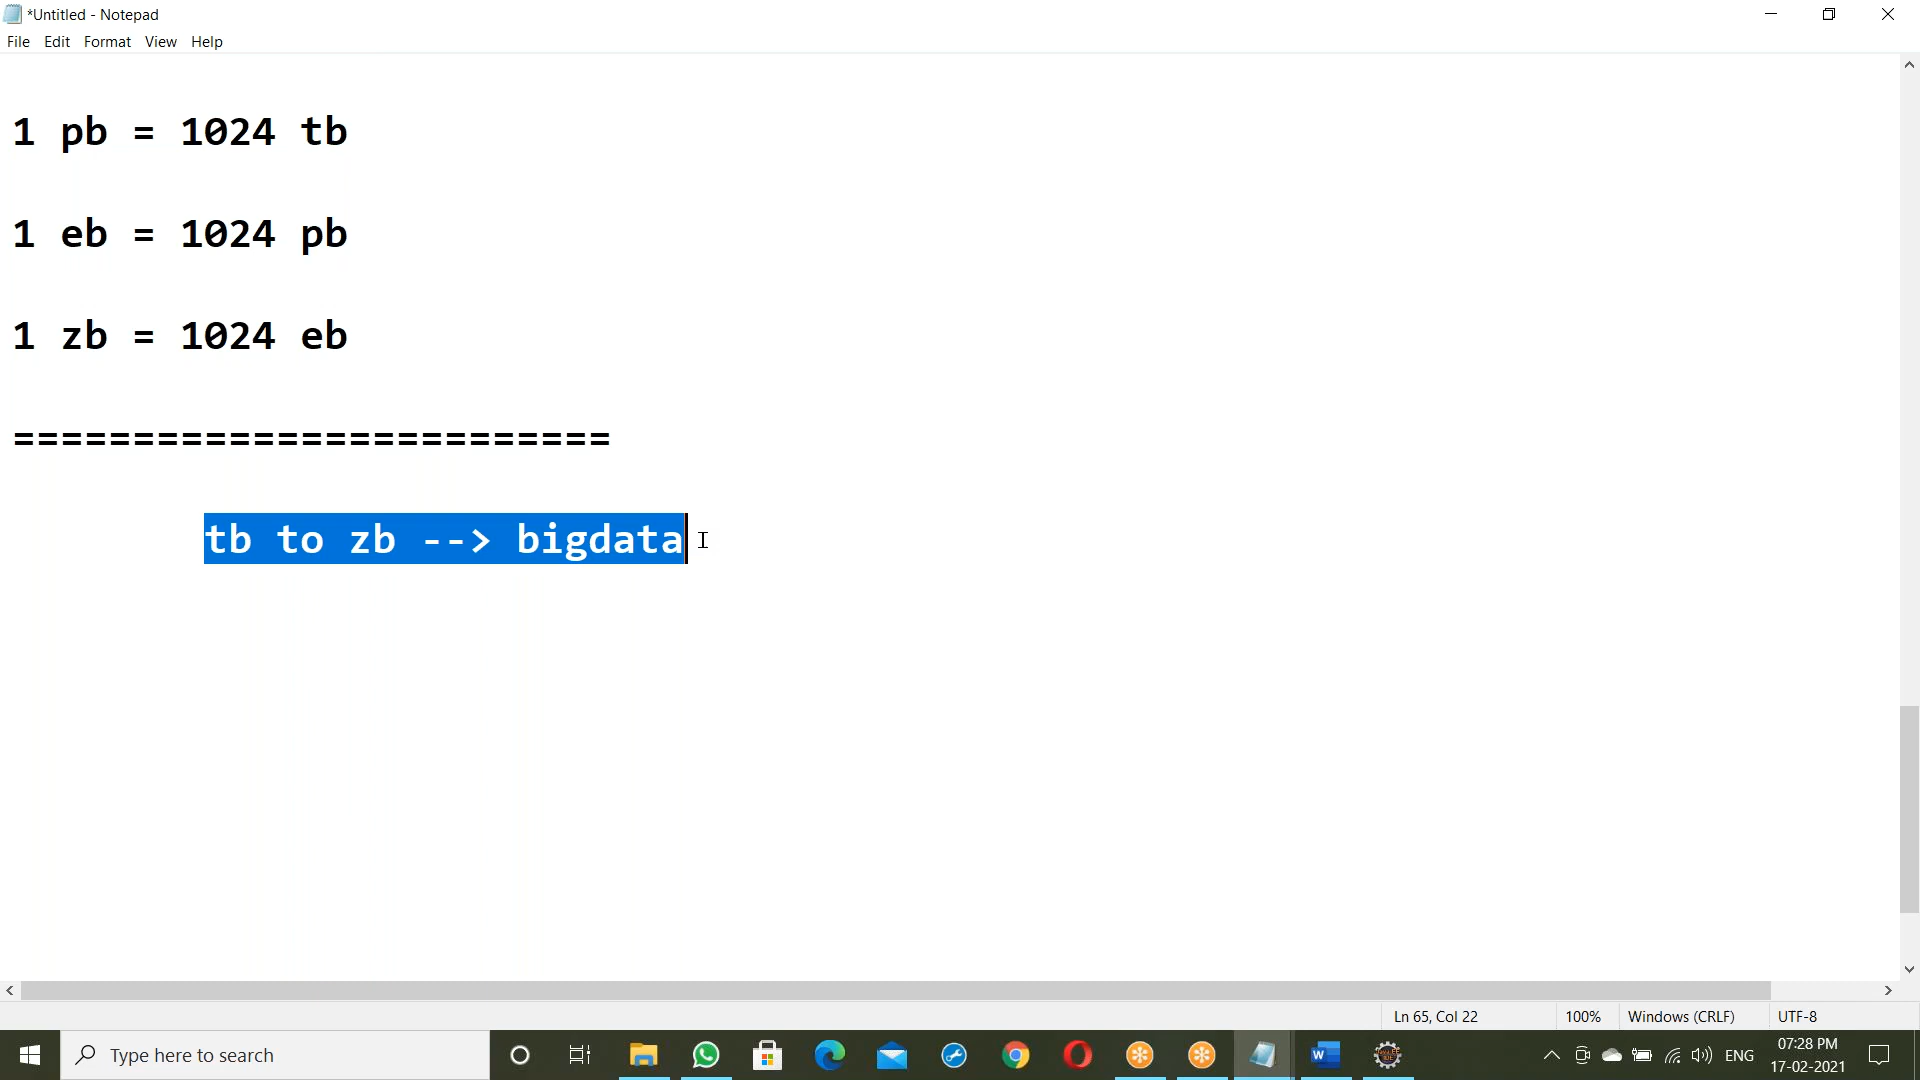 *Untitled - Notepad
File Edit Format View Help
1 pb = 1024 tb
1 eb = 1024 pb
1 zb = 1024 eb
=========================
tb to zb --> bigdata
Ln 65, Col 22 100% Windows (CRLF) UTF-8
Type here to search
ENG
07:28 PM
17-02-2021